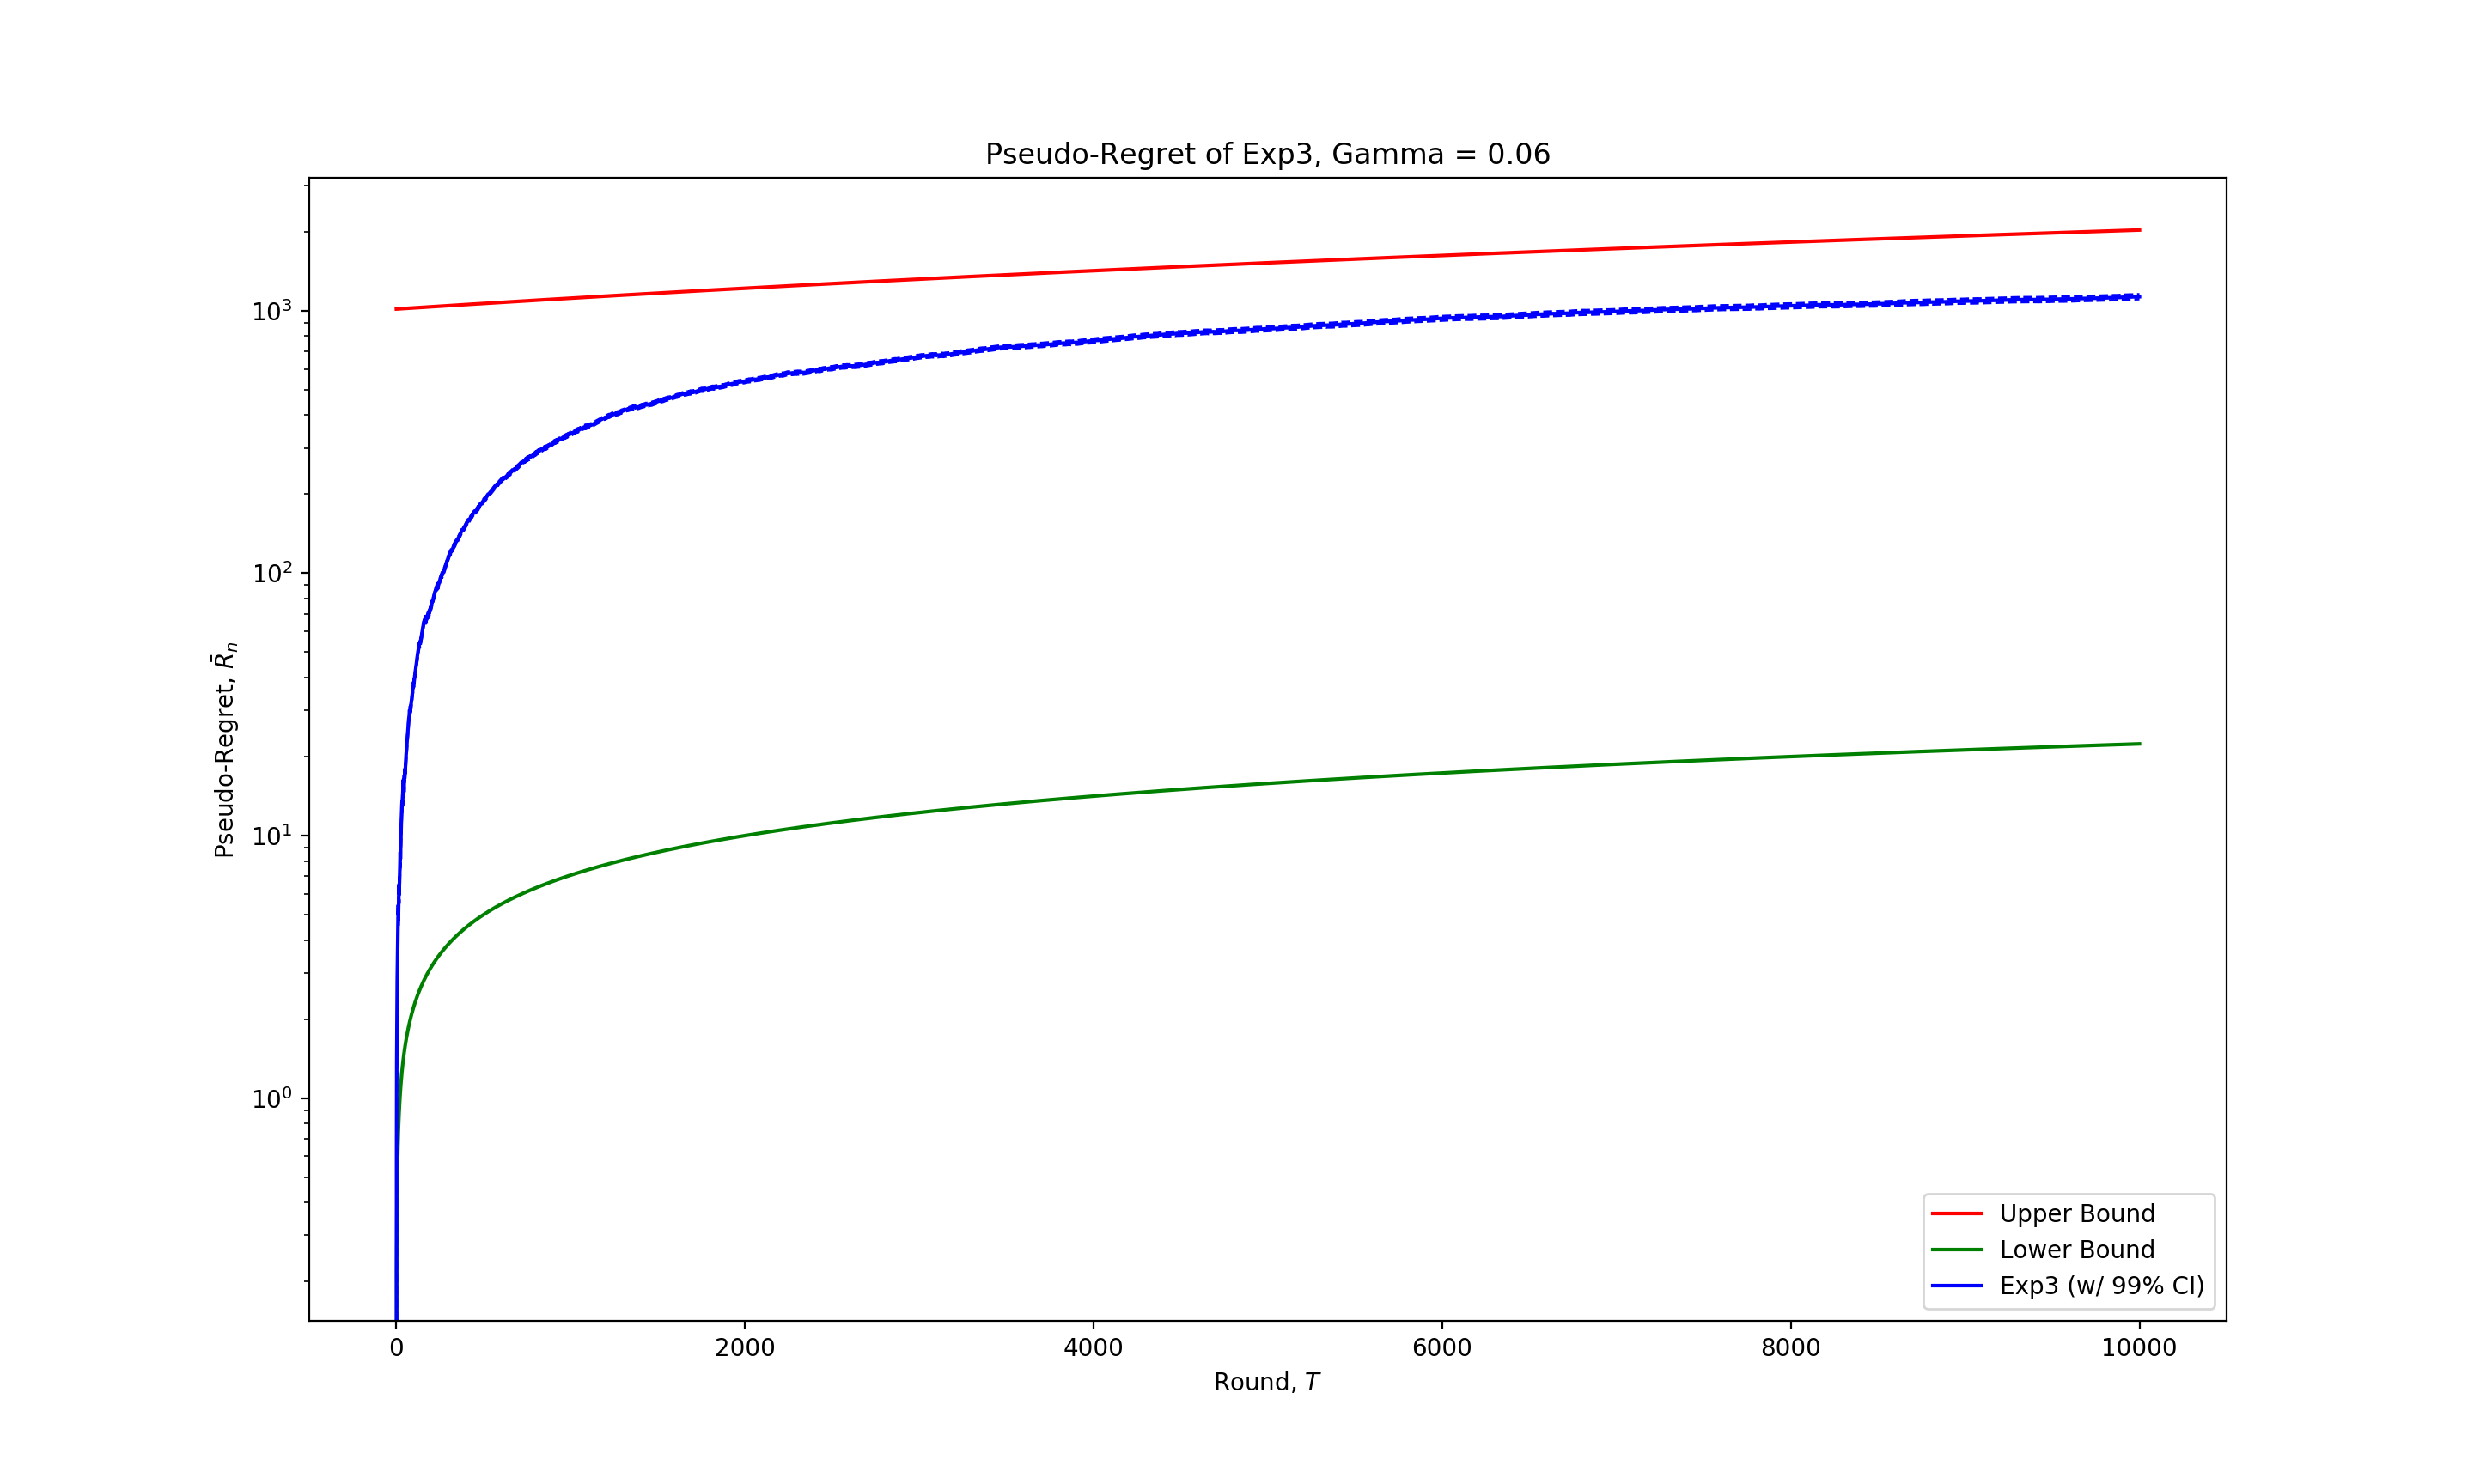 Pseudo-Regret of Exp3, Gamma = 0.06
Pseudo-Regret, R̄ₙ
10³
10²
10¹
10⁰
0 2000 4000 6000 8000 10000
Round, T
Upper Bound
Lower Bound
Exp3 (w/ 99% CI)